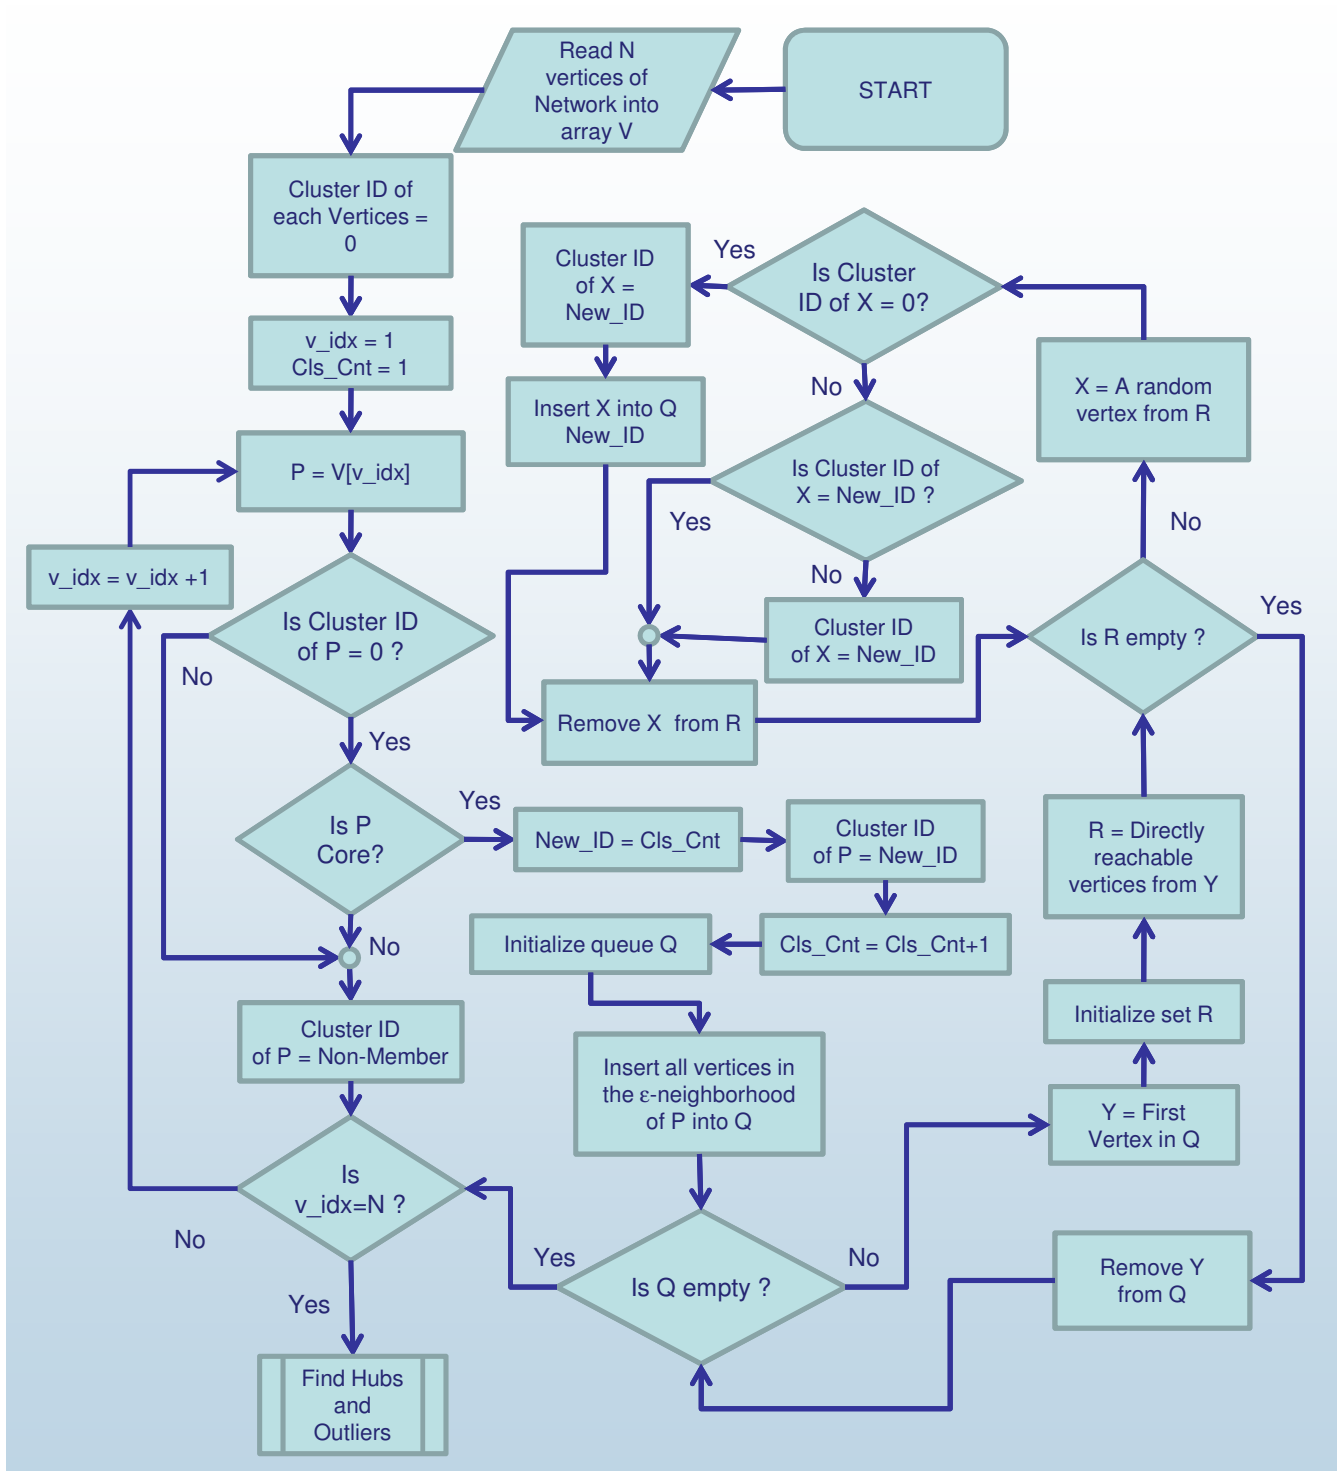 START
Read N
vertices of
Network into
array V
Cluster ID of
each Vertices =
0
v_idx = 1
Cls_Cnt = 1
P = V[v_idx]
v_idx = v_idx +1
Is Cluster ID
of P = 0 ?
No
Yes
Is P
Core?
Yes
No
Cluster ID
of P = Non-Member
Is
v_idx=N ?
No
Yes
Find Hubs
and
Outliers
New_ID = Cls_Cnt
Cluster ID
of P = New_ID
Cls_Cnt = Cls_Cnt+1
Initialize queue Q
Insert all vertices in
the ε-neighborhood
of P into Q
Is Q empty ?
Yes
No
Y = First
Vertex in Q
Initialize set R
R = Directly
reachable
vertices from Y
Is R empty ?
Yes
No
Remove Y
from Q
X = A random
vertex from R
Is Cluster
ID of X = 0?
Yes
No
Cluster ID
of X =
New_ID
Insert X into Q
New_ID
Is Cluster ID of
X = New_ID ?
Yes
No
Cluster ID
of X = New_ID
Remove X from R